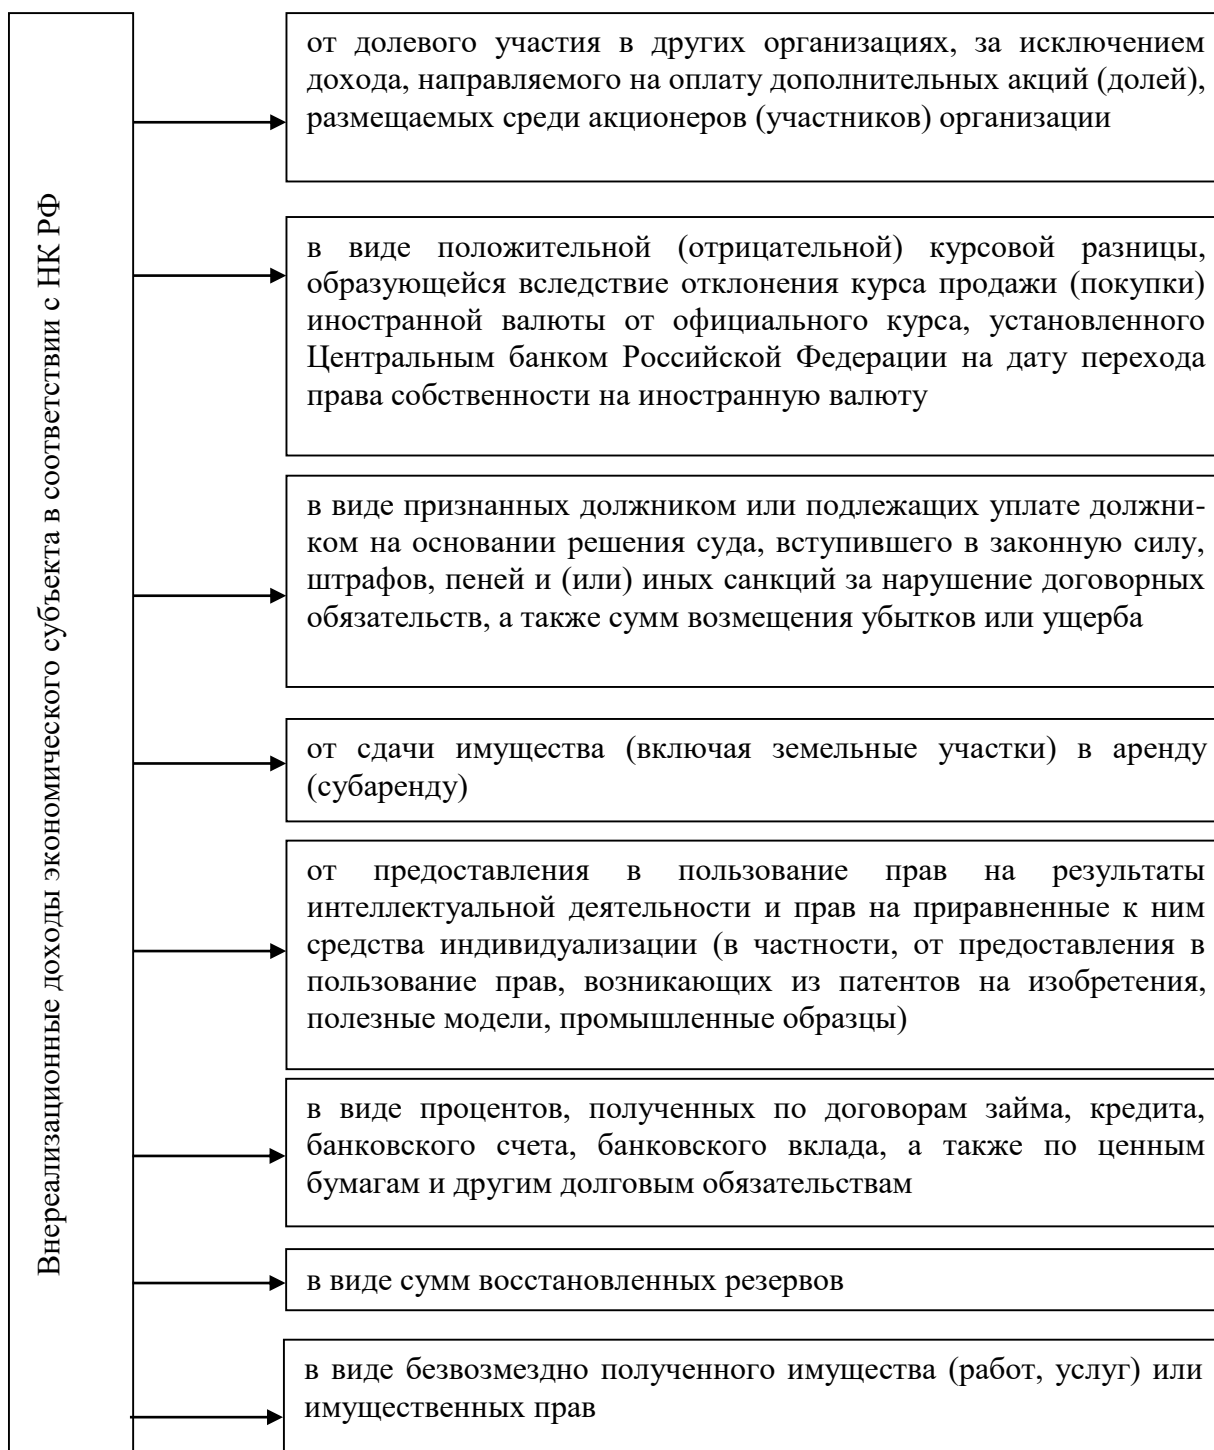 Внереализационные доходы экономического субъекта в соответствии с НК РФ
от долевого участия в других организациях, за исключением
дохода, направляемого на оплату дополнительных акций (долей),
размещаемых среди акционеров (участников) организации
в виде положительной (отрицательной) курсовой разницы,
образующейся вследствие отклонения курса продажи (покупки)
иностранной валюты от официального курса, установленного
Центральным банком Российской Федерации на дату перехода
права собственности на иностранную валюту
в виде признанных должником или подлежащих уплате должни-
ком на основании решения суда, вступившего в законную силу,
штрафов, пеней и (или) иных санкций за нарушение договорных
обязательств, а также сумм возмещения убытков или ущерба
от сдачи имущества (включая земельные участки) в аренду
(субаренду)
от предоставления в пользование прав на результаты
интеллектуальной деятельности и прав на приравненные к ним
средства индивидуализации (в частности, от предоставления в
пользование прав, возникающих из патентов на изобретения,
полезные модели, промышленные образцы)
в виде процентов, полученных по договорам займа, кредита,
банковского счета, банковского вклада, а также по ценным
бумагам и другим долговым обязательствам
в виде сумм восстановленных резервов
в виде безвозмездно полученного имущества (работ, услуг) или
имущественных прав